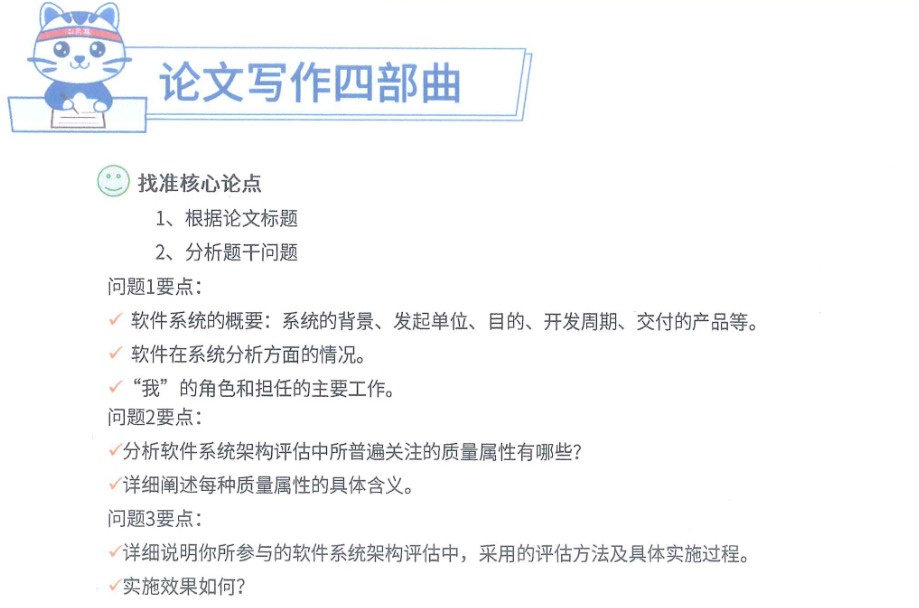 论文写作四部曲
找准核心论点
1、根据论文标题
2、分析题干问题
问题1要点：
✓ 软件系统的概要：系统的背景、发起单位、目的、开发周期、交付的产品等。
✓ 软件在系统分析方面的情况。
✓ “我”的角色和担任的主要工作。
问题2要点：
✓分析软件系统架构评估中所普遍关注的质量属性有哪些？
✓详细阐述每种质量属性的具体含义。
问题3要点：
✓详细说明你所参与的软件系统架构评估中，采用的评估方法及具体实施过程。
✓实施效果如何？